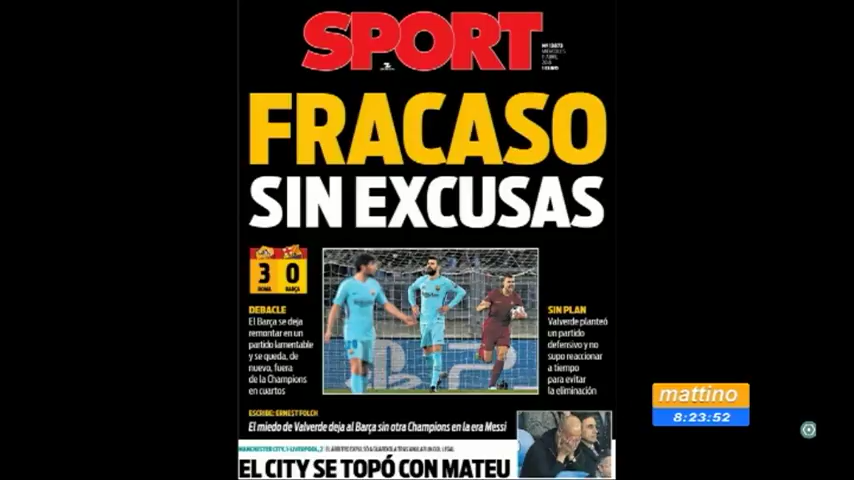 SPORT
FRACASO
SIN EXCUSAS
3 0
ROMA BARÇA
DEBACLE
El Barça se deja
remontar en un
partido lamentable
y se queda, de
nuevo, fuera
de la Champions
en cuartos
SIN PLAN
Valverde planteó
un partido
defensivo y no
supo reaccionar
a tiempo
para evitar
la eliminación
ESCRIBE: ERNEST FOLCH
El miedo de Valverde deja al Barça sin otra Champions en la era Messi
MANCHESTER CITY, 1-LIVERPOOL, 2
EL CITY SE TOPÓ CON MATEU
mattino
8:23:52